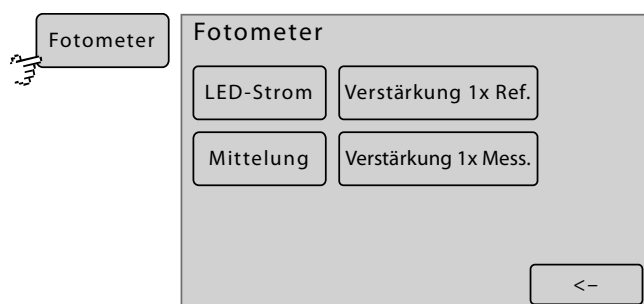 Fotometer
Fotometer
LED-Strom
Verstärkung 1x Ref.
Mittelung
Verstärkung 1x Mess.
<–